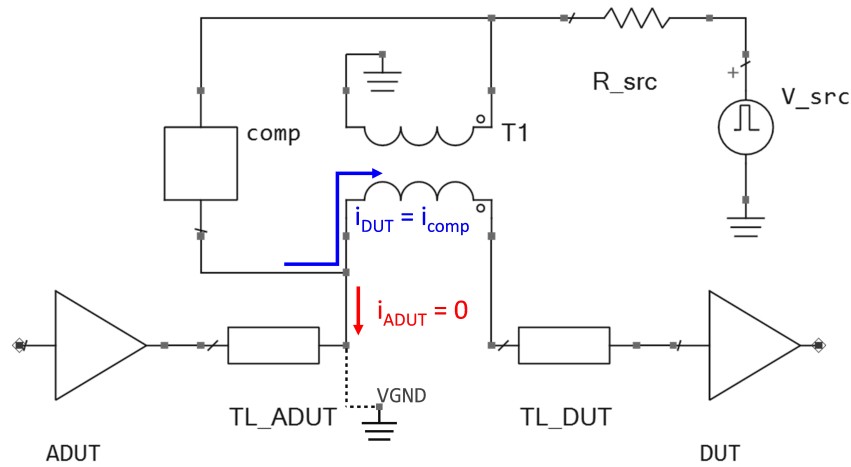 R_src
V_src
+
comp
T1
iDUT = icomp
iADUT = 0
VGND
TL_ADUT
TL_DUT
ADUT
DUT